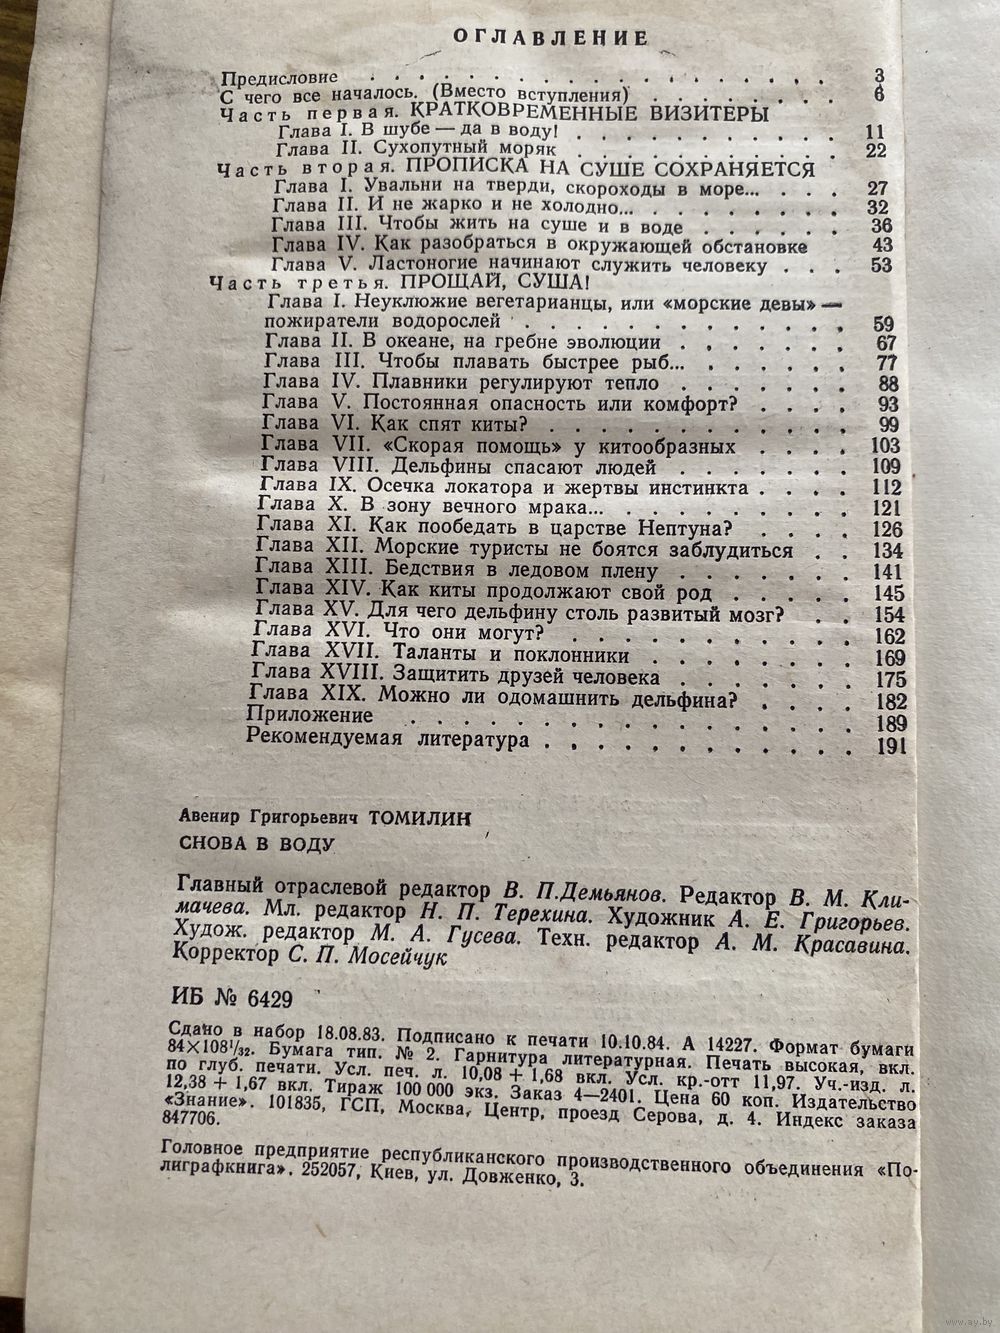 ОГЛАВЛЕНИЕ
Предисловие . . . . . . . . . . . . . . . . . . 3
С чего все началось. (Вместо вступления) . . . . . . . . 6
Часть первая. КРАТКОВРЕМЕННЫЕ ВИЗИТЕРЫ
Глава I. В шубе — да в воду! . . . . . . . . . . . 11
Глава II. Сухопутный моряк . . . . . . . . . . . 22
Часть вторая. ПРОПИСКА НА СУШЕ СОХРАНЯЕТСЯ
Глава I. Увальни на тверди, скороходы в море... . . . . 27
Глава II. И не жарко и не холодно... . . . . . . . . 32
Глава III. Чтобы жить на суше и в воде . . . . . . 36
Глава IV. Как разобраться в окружающей обстановке 43
Глава V. Ластоногие начинают служить человеку . . . 53
Часть третья. ПРОЩАЙ, СУША!
Глава I. Неуклюжие вегетарианцы, или «морские девы» —
пожиратели водорослей . . . . . . . . . . . . . 59
Глава II. В океане, на гребне эволюции . . . . . . . 67
Глава III. Чтобы плавать быстрее рыб... . . . . . . 77
Глава IV. Плавники регулируют тепло . . . . . . . 88
Глава V. Постоянная опасность или комфорт? . . . . 93
Глава VI. Как спят киты? . . . . . . . . . . . . 99
Глава VII. «Скорая помощь» у китообразных . . . . 103
Глава VIII. Дельфины спасают людей . . . . . . . 109
Глава IX. Осечка локатора и жертвы инстинкта . . . . 112
Глава X. В зону вечного мрака... . . . . . . . . . 121
Глава XI. Как пообедать в царстве Нептуна? . . . . 126
Глава XII. Морские туристы не боятся заблудиться . . 134
Глава XIII. Бедствия в ледовом плену . . . . . . . 141
Глава XIV. Как киты продолжают свой род . . . . . 145
Глава XV. Для чего дельфину столь развитый мозг? . . 154
Глава XVI. Что они могут? . . . . . . . . . . . 162
Глава XVII. Таланты и поклонники . . . . . . . . 169
Глава XVIII. Защитить друзей человека . . . . . . . 175
Глава XIX. Можно ли одомашнить дельфина? . . . . 182
Приложение . . . . . . . . . . . . . . . . . 189
Рекомендуемая литература . . . . . . . . . . . . 191
Авенир Григорьевич ТОМИЛИН
СНОВА В ВОДУ
Главный отраслевой редактор В. П.Демьянов. Редактор В. М. Кли-
мачева. Мл. редактор Н. П. Терехина. Художник А. Е. Григорьев.
Худож. редактор М. А. Гусева. Техн. редактор А. М. Красавина.
Корректор С. П. Мосейчук
ИБ № 6429
Сдано в набор 18.08.83. Подписано к печати 10.10.84. А 14227. Формат бумаги
84×108¹/₃₂. Бумага тип. № 2. Гарнитура литературная. Печать высокая, вкл.
по глуб. печати. Усл. печ. л. 10,08 + 1,68 вкл. Усл. кр.-отт 11,97. Уч.-изд. л.
12,38 + 1,67 вкл. Тираж 100 000 экз. Заказ 4—2401. Цена 60 коп. Издательство
«Знание». 101835, ГСП, Москва, Центр, проезд Серова, д. 4. Индекс заказа
847706.
Головное предприятие республиканского производственного объединения «По-
лиграфкнига». 252057, Киев, ул. Довженко, 3.
www.ay.by